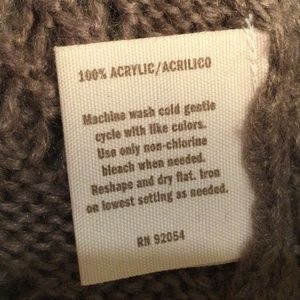 100% ACRYLIC/ACRILICO
Machine wash cold gentle
cycle with like colors.
Use only non-chlorine
bleach when needed.
Reshape and dry flat. Iron
on lowest setting as needed.
RN 92054